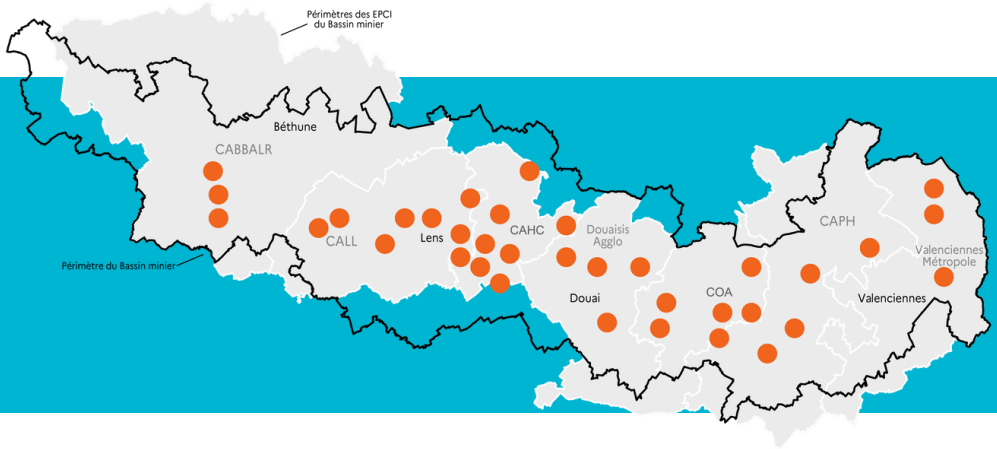 Périmètres des EPCI
du Bassin minier
Béthune
CABBALR
CALL
Lens
CAHC
Douaisis
Agglo
CAPH
Valenciennes
Métropole
Périmètre du Bassin minier
Douai
COA
Valenciennes